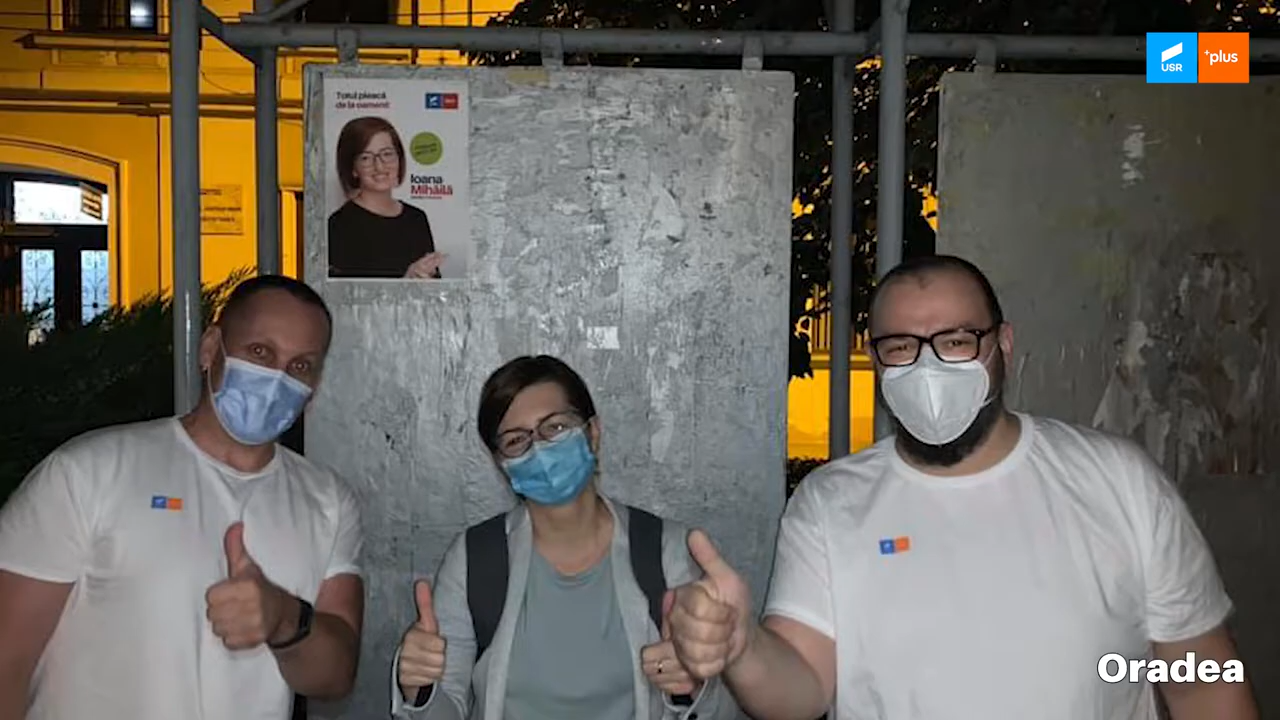 Totul pleacă
de la oameni!
Ioana
Mihăilă
USR
+plus
Oradea